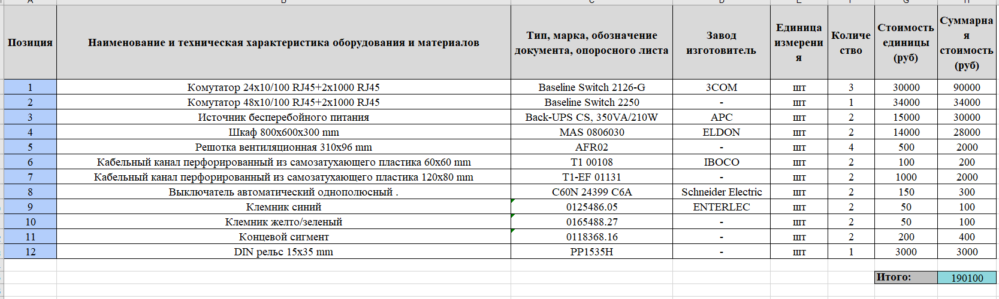 A B C D E F G H
Позиция Наименование и техническая характеристика оборудования и материалов Тип, марка, обозначение документа, опоросного листа Завод изготовитель Единица измерения Количество Стоимость единицы (руб) Суммарная стоимость (руб)
1 Комутатор 24x10/100 RJ45+2x1000 RJ45 Baseline Switch 2126-G 3COM шт 3 30000 90000
2 Комутатор 48x10/100 RJ45+2x1000 RJ45 Baseline Switch 2250 - шт 1 34000 34000
3 Источник бесперебойного питания Back-UPS CS, 350VA/210W APC шт 2 15000 30000
4 Шкаф 800x600x300 mm MAS 0806030 ELDON шт 2 14000 28000
5 Решотка вентиляционная 310x96 mm AFR02 - шт 4 500 2000
6 Кабельный канал перфорированный из самозатухающего пластика 60x60 mm T1 00108 IBOCO шт 2 100 200
7 Кабельный канал перфорированный из самозатухающего пластика 120x80 mm T1-EF 01131 - шт 2 1000 2000
8 Выключатель автоматический однополюсный . C60N 24399 C6A Schneider Electric шт 2 150 300
9 Клемник синий 0125486.05 ENTERLEC шт 2 50 100
10 Клемник желто/зеленый 0165488.27 - шт 2 50 100
11 Концевой сигмент 0118368.16 - шт 2 200 400
12 DIN рельс 15x35 mm PP1535H - шт 1 3000 3000
Итого: 190100